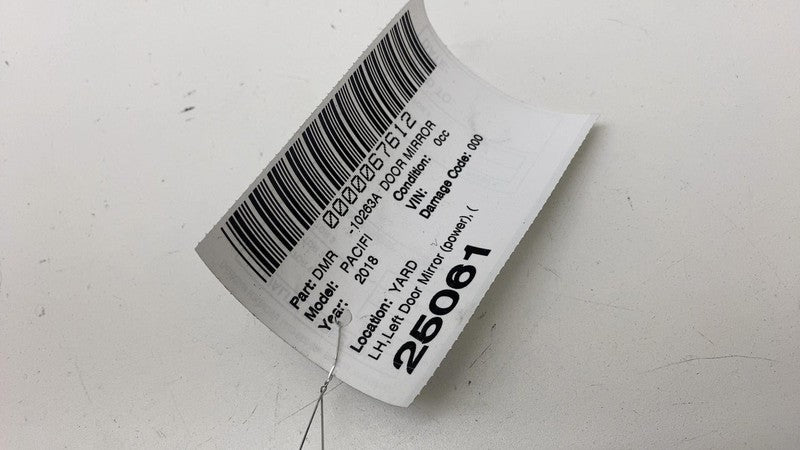 0000067612
Part: DMR -10263A DOOR MIRROR
Model: PACIFI Condition: 0cc
Year: 2018 VIN:
Damage Code: 000
Location: YARD
LH,Left Door Mirror (power), (
25061